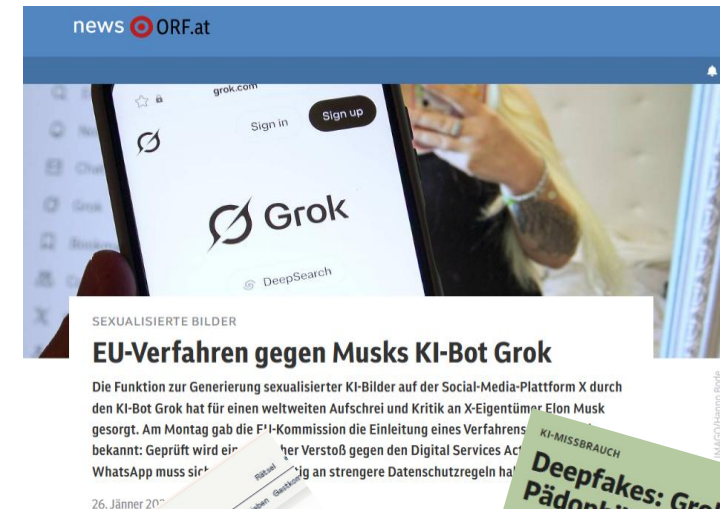 news ORF.at
grok.com
Sign in
Sign up
Chat
Grok
Grok
DeepSearch
SEXUALISIERTE BILDER
EU-Verfahren gegen Musks KI-Bot Grok
Die Funktion zur Generierung sexualisierter KI-Bilder auf der Social-Media-Plattform X durch
den KI-Bot Grok hat für einen weltweiten Aufschrei und Kritik an X-Eigentümer Elon Musk
gesorgt. Am Montag gab die EU-Kommission die Einleitung eines Verfahrens
bekannt: Geprüft wird ein her Verstoß gegen den Digital Services
WhatsApp muss an strengere Datenschutzregeln
26. Jänner
Rätsel
KI-MISSBRAUCH
Deepfakes:
IMAGO/Hanno Bode